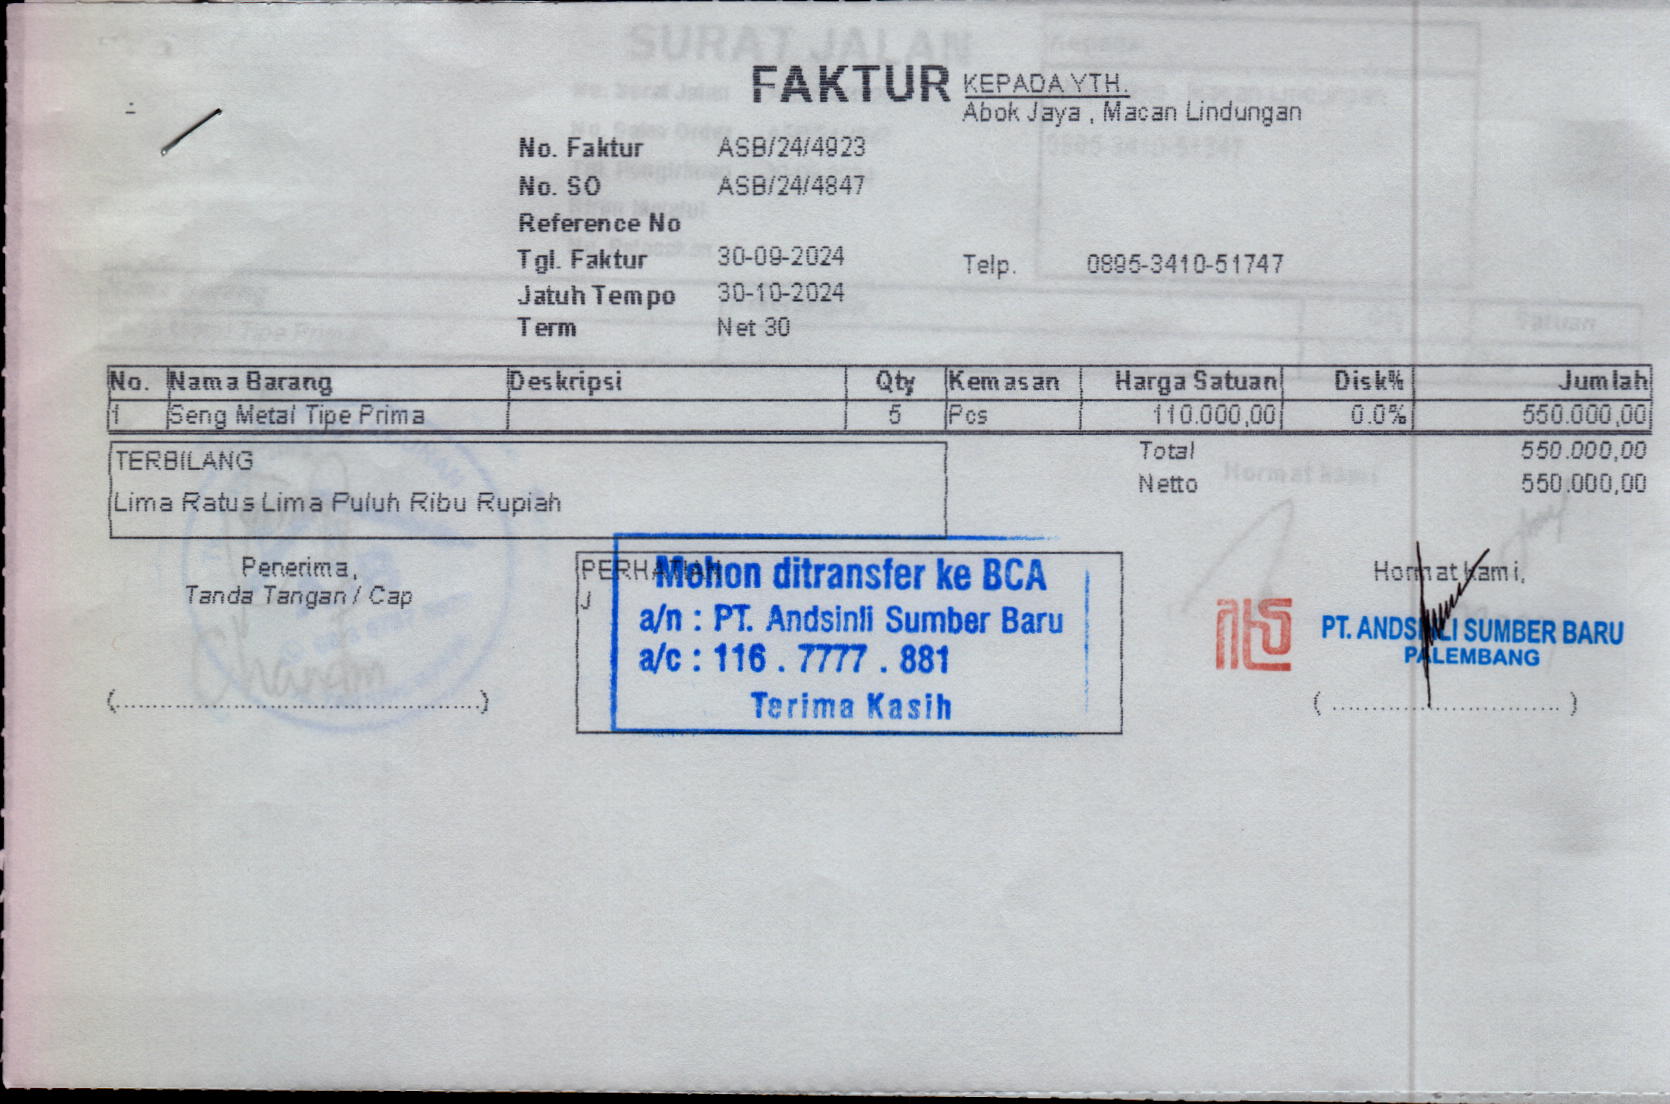 SURAT JALAN
FAKTUR
KEPADA YTH.
Abok Jaya , Macan Lindungan
No. Faktur ASB/24/4923
No. SO ASB/24/4847
Reference No
Tgl. Faktur 30-09-2024
Telp. 0895-3410-51747
Jatuh Tempo 30-10-2024
Term Net 30
No. Nama Barang Deskripsi Qty Kemasan Harga Satuan Disk% Jumlah
1 Seng Metal Tipe Prima 5 Pcs 110.000,00 0.0% 550.000,00
Total 550.000,00
Netto 550.000,00
TERBILANG
Lima Ratus Lima Puluh Ribu Rupiah
Penerima,
Tanda Tangan / Cap
(................................................)
PERHATIAN
J
Mohon ditransfer ke BCA
a/n : PT. Andsinli Sumber Baru
a/c : 116 . 7777 . 881
Terima Kasih
Hormat kami,
PT. ANDSINLI SUMBER BARU
PALEMBANG
( .............................. )